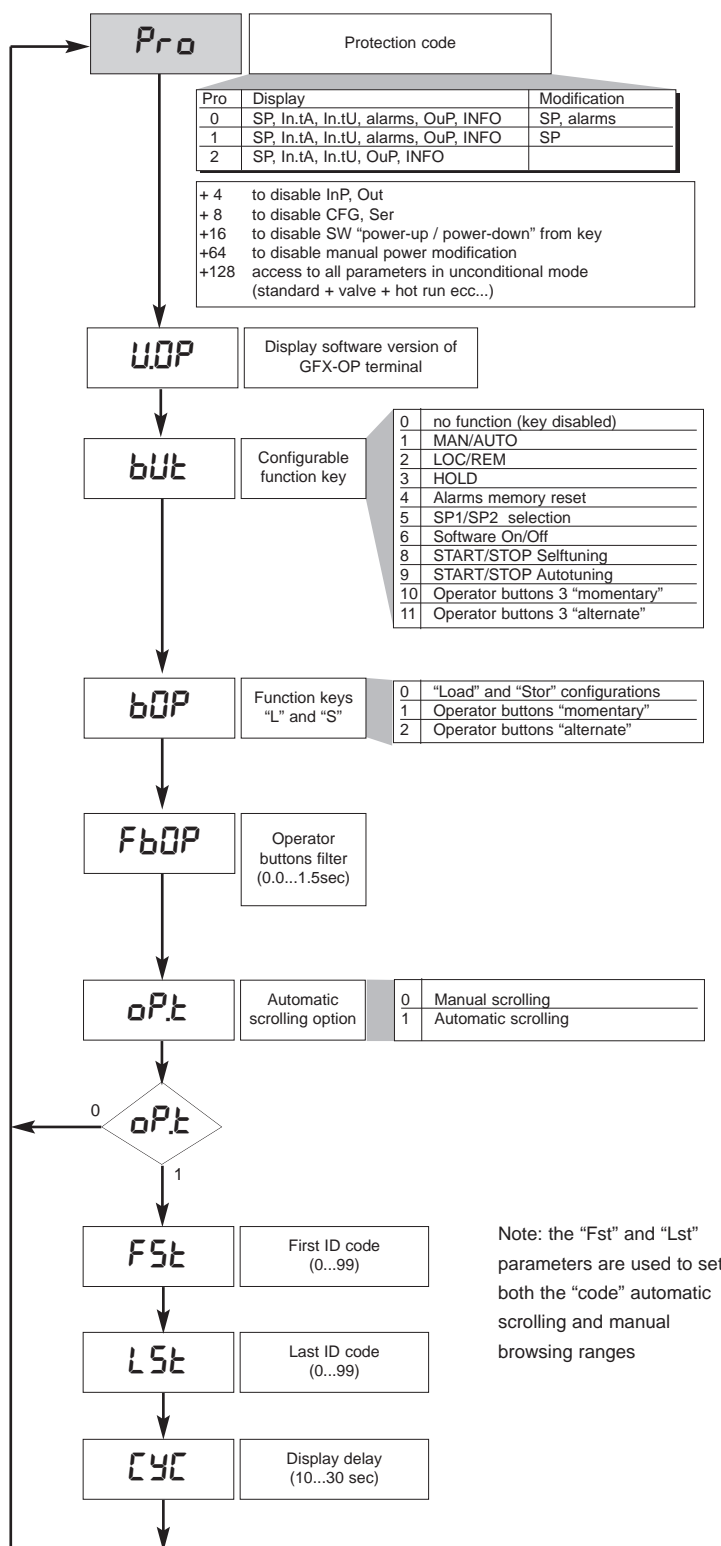 Pro
Protection code
Pro Display Modification
0 SP, In.tA, In.tU, alarms, OuP, INFO SP, alarms
1 SP, In.tA, In.tU, alarms, OuP, INFO SP
2 SP, In.tA, In.tU, OuP, INFO
+ 4 to disable InP, Out
+ 8 to disable CFG, Ser
+16 to disable SW “power-up / power-down” from key
+64 to disable manual power modification
+128 access to all parameters in unconditional mode
(standard + valve + hot run ecc...)
U.OP
Display software version of
GFX-OP terminal
bUt
Configurable
function key
0 no function (key disabled)
1 MAN/AUTO
2 LOC/REM
3 HOLD
4 Alarms memory reset
5 SP1/SP2 selection
6 Software On/Off
8 START/STOP Selftuning
9 START/STOP Autotuning
10 Operator buttons 3 “momentary”
11 Operator buttons 3 “alternate”
bOP
Function keys
“L” and “S”
0 “Load” and “Stor” configurations
1 Operator buttons “momentary”
2 Operator buttons “alternate”
FbOP
Operator
buttons filter
(0.0...1.5sec)
oP.t
Automatic
scrolling option
0 Manual scrolling
1 Automatic scrolling
0
oP.t
1
FSt
First ID code
(0...99)
Note: the “Fst” and “Lst”
parameters are used to set
both the “code” automatic
scrolling and manual
browsing ranges
LSt
Last ID code
(0...99)
CYC
Display delay
(10...30 sec)